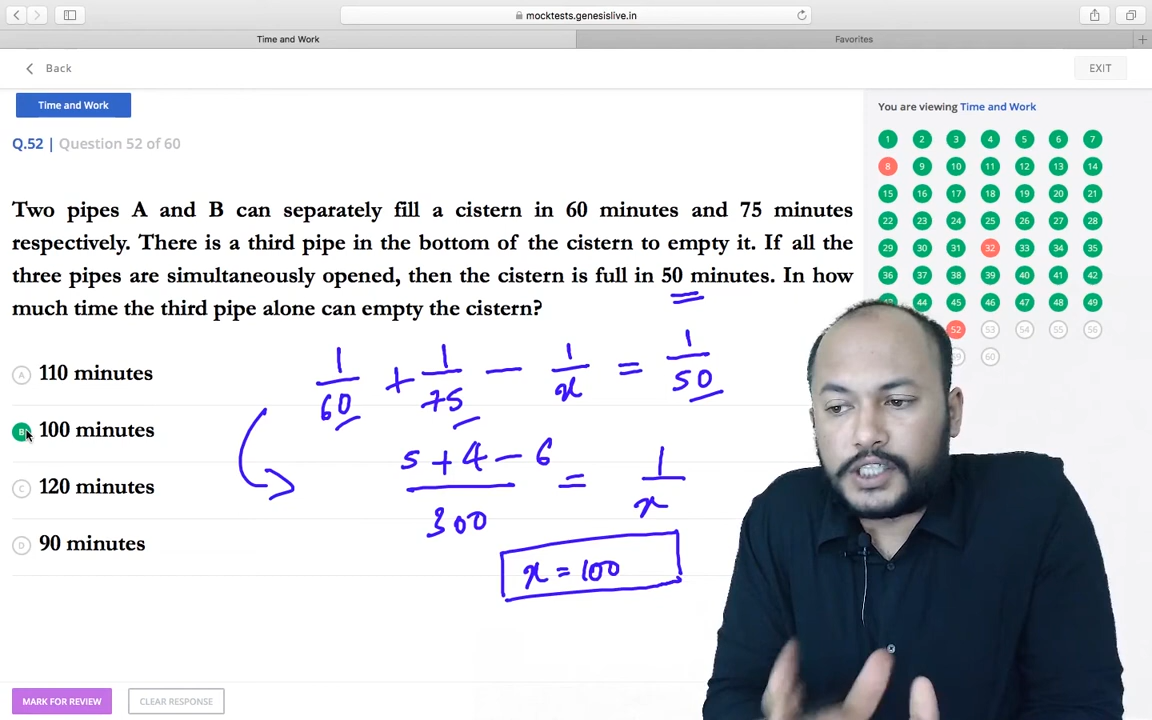 mocktests.genesislive.in
Time and Work
Favorites
Back
EXIT
Time and Work
You are viewing Time and Work
Q.52 | Question 52 of 60
1 2 3 4 5 6 7
8 9 10 11 12 13 14
15 16 17 18 19 20 21
22 23 24 25 26 27 28
29 30 31 32 33 34 35
36 37 38 39 40 41 42
44 45 46 47 48 49
52 53 54 55 56
60
Two pipes A and B can separately fill a cistern in 60 minutes and 75 minutes
respectively. There is a third pipe in the bottom of the cistern to empty it. If all the
three pipes are simultaneously opened, then the cistern is full in 50 minutes. In how
much time the third pipe alone can empty the cistern?
A 110 minutes
B 100 minutes
C 120 minutes
D 90 minutes
1/60 + 1/75 - 1/x = 1/50
5+4-6/300 = 1/x
x = 100
MARK FOR REVIEW
CLEAR RESPONSE